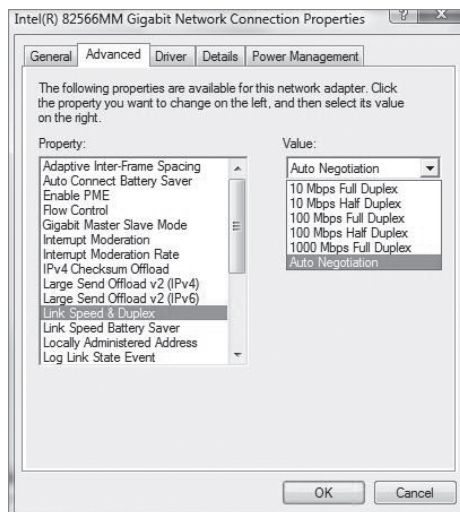 Intel(R) 82566MM Gigabit Network Connection Properties
General Advanced Driver Details Power Management
The following properties are available for this network adapter. Click
the property you want to change on the left, and then select its value
on the right.
Property:
Adaptive Inter-Frame Spacing
Auto Connect Battery Saver
Enable PME
Flow Control
Gigabit Master Slave Mode
Interrupt Moderation
Interrupt Moderation Rate
IPv4 Checksum Offload
Large Send Offload v2 (IPv4)
Large Send Offload v2 (IPv6)
Link Speed & Duplex
Link Speed Battery Saver
Locally Administered Address
Log Link State Event
Value:
Auto Negotiation
10 Mbps Full Duplex
10 Mbps Half Duplex
100 Mbps Full Duplex
100 Mbps Half Duplex
1000 Mbps Full Duplex
Auto Negotiation
OK Cancel